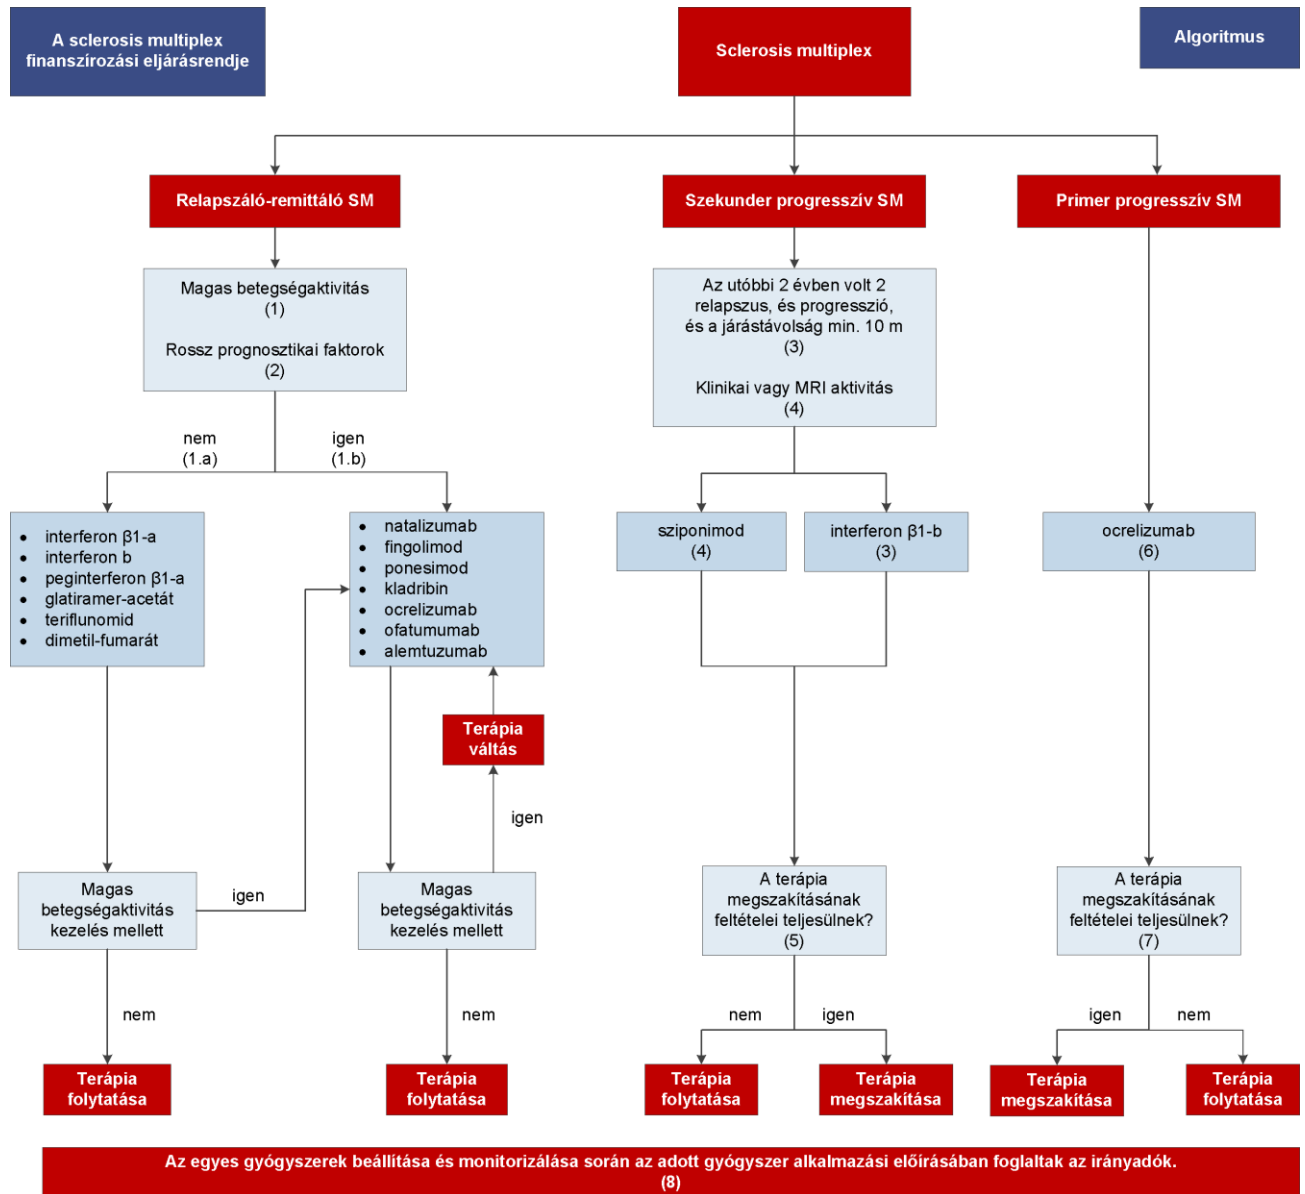 A sclerosis multiplex
finanszírozási eljárásrendje
Sclerosis multiplex
Algoritmus
Relapszáló-remittáló SM
Szekunder progresszív SM
Primer progresszív SM
Magas betegségaktivitás
(1)
Rossz prognosztikai faktorok
(2)
Az utóbbi 2 évben volt 2
relapszus, és progresszió,
és a járástávolság min. 10 m
(3)
Klinikai vagy MRI aktivitás
(4)
nem
(1.a)
igen
(1.b)
• interferon β1-a
• interferon b
• peginterferon β1-a
• glatiramer-acetát
• teriflunomid
• dimetil-fumarát
• natalizumab
• fingolimod
• ponesimod
• kladribin
• ocrelizumab
• ofatumumab
• alemtuzumab
sziponimod
(4)
interferon β1-b
(3)
ocrelizumab
(6)
Terápia
váltás
igen
Magas
betegségaktivitás
kezelés mellett
igen
Magas
betegségaktivitás
kezelés mellett
A terápia
megszakításának
feltételei teljesülnek?
(5)
A terápia
megszakításának
feltételei teljesülnek?
(7)
nem
nem
nem
igen
igen
nem
Terápia
folytatása
Terápia
folytatása
Terápia
folytatása
Terápia
megszakítása
Terápia
megszakítása
Terápia
folytatása
Az egyes gyógyszerek beállítása és monitorizálása során az adott gyógyszer alkalmazási előírásában foglaltak az irányadók.
(8)